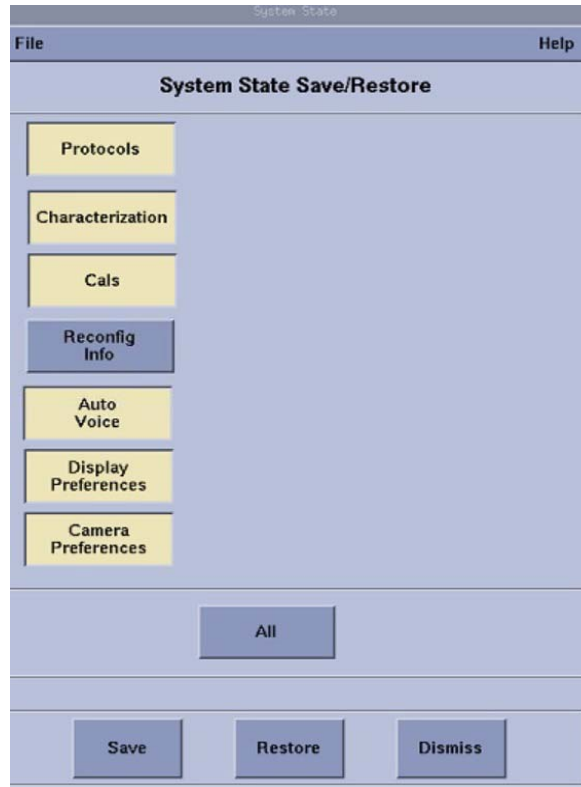 System State
File Help
System State Save/Restore
Protocols
Characterization
Cals
Reconfig
Info
Auto
Voice
Display
Preferences
Camera
Preferences
All
Save Restore Dismiss